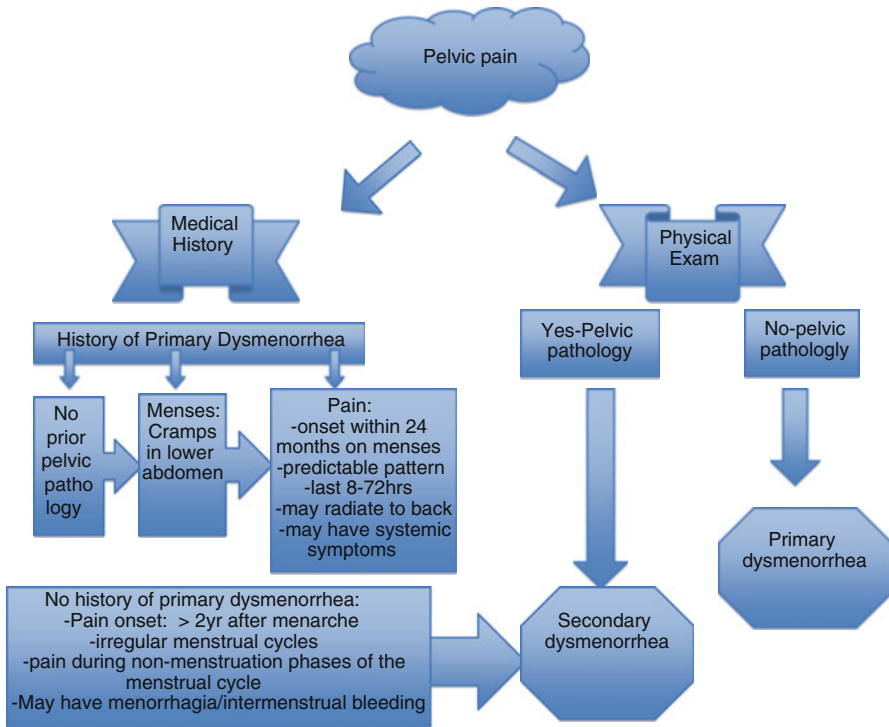 Pelvic pain
Medical
History
Physical
Exam
History of Primary Dysmenorrhea
Yes-Pelvic
pathology
No-pelvic
pathologly
No
prior
pelvic
patho
logy
Menses:
Cramps
in lower
abdomen
Pain:
-onset within 24
months on menses
-predictable pattern
-last 8-72hrs
-may radiate to back
-may have systemic
symptoms
Primary
dysmenorrhea
No history of primary dysmenorrhea:
-Pain onset: > 2yr after menarche
-irregular menstrual cycles
-pain during non-menstruation phases of the
menstrual cycle
-May have menorrhagia/intermenstrual bleeding
Secondary
dysmenorrhea